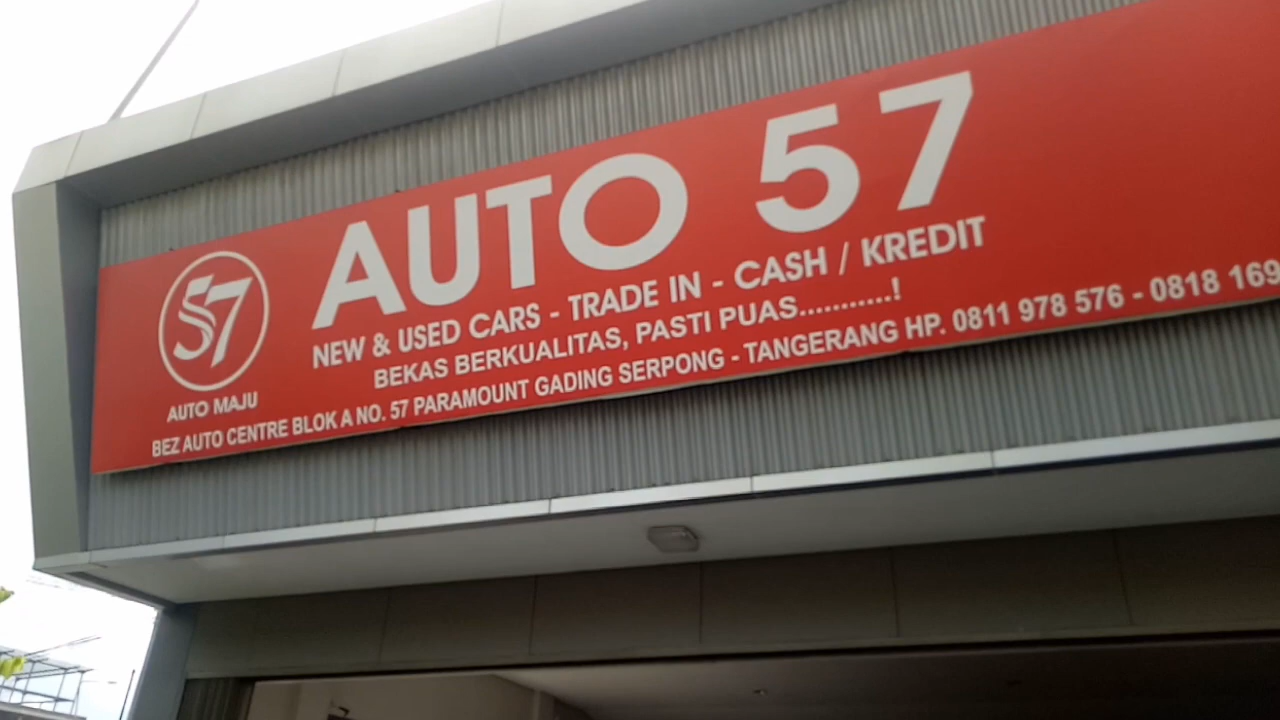 AUTO 57
57
AUTO MAJU
NEW & USED CARS - TRADE IN - CASH / KREDIT
BEKAS BERKUALITAS, PASTI PUAS...........!
BEZ AUTO CENTRE BLOK A NO. 57 PARAMOUNT GADING SERPONG - TANGERANG HP. 0811 978 576 - 0818 169